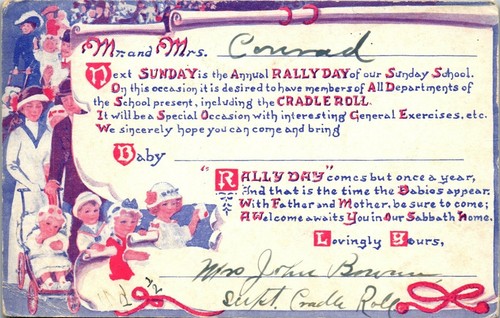 Mr. and Mrs. Conrad
Next SUNDAY is the Annual RALLY DAY of our Sunday School.
On this occasion it is desired to have members of All Departments of
the School present, including the CRADLE ROLL.
It will be a Special Occasion with interesting General Exercises, etc.
We sincerely hope you can come and bring
Baby
"RALLY DAY" comes but once a year,
And that is the time the Babies appear.
With Father and Mother, be sure to come;
A Welcome awaits You in Our Sabbath home.
Lovingly Yours,
Mrs John
Supt. Cradle Roll